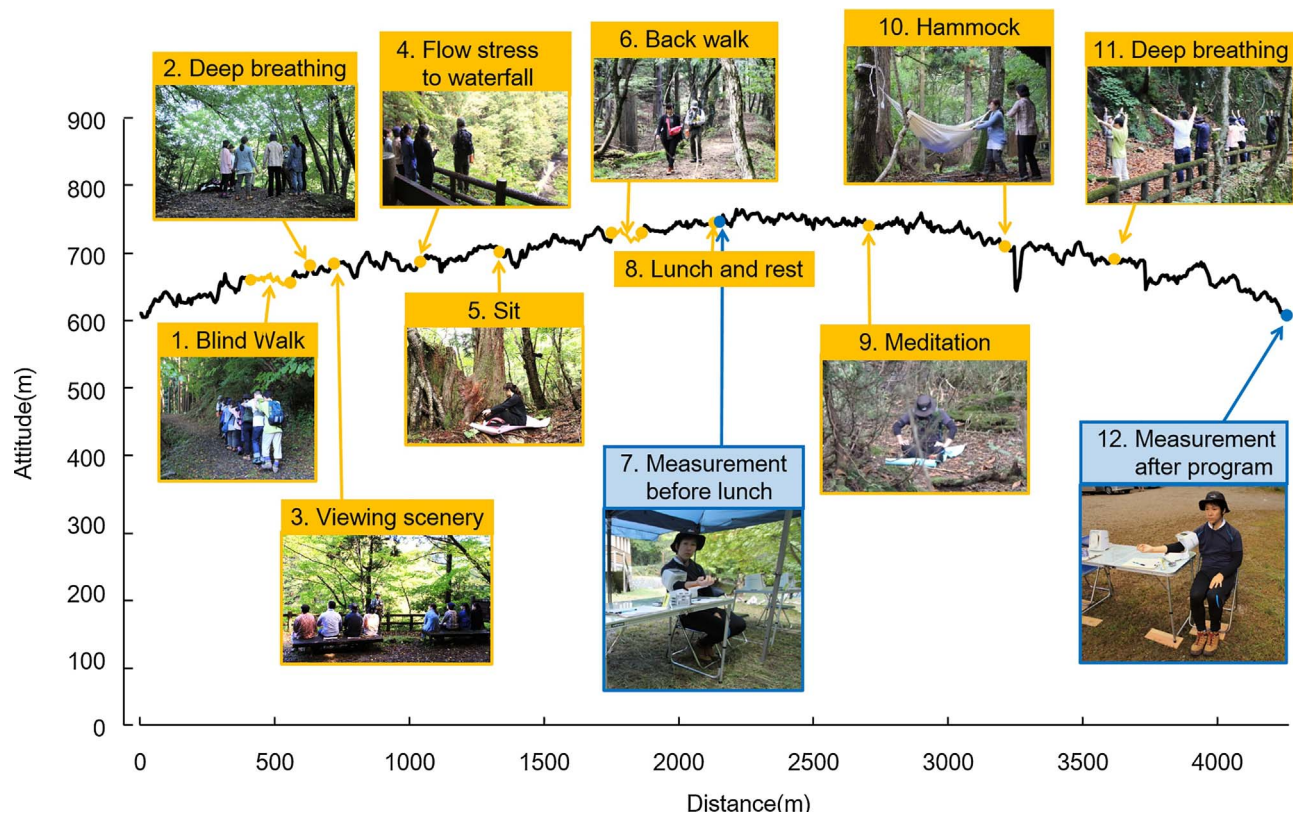 2. Deep breathing
4. Flow stress
to waterfall
6. Back walk
10. Hammock
11. Deep breathing
8. Lunch and rest
1. Blind Walk
5. Sit
9. Meditation
7. Measurement
before lunch
12. Measurement
after program
3. Viewing scenery
Attitude(m)
900
800
700
600
500
400
300
200
100
0
0 500 1000 1500 2000 2500 3000 3500 4000
Distance(m)